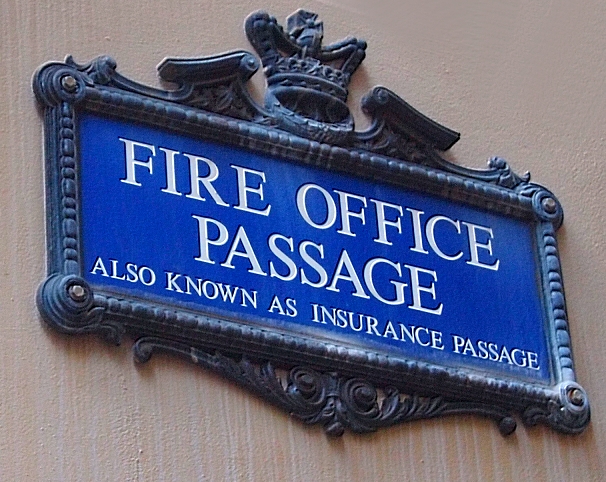 FIRE OFFICE
PASSAGE
ALSO KNOWN AS INSURANCE PASSAGE